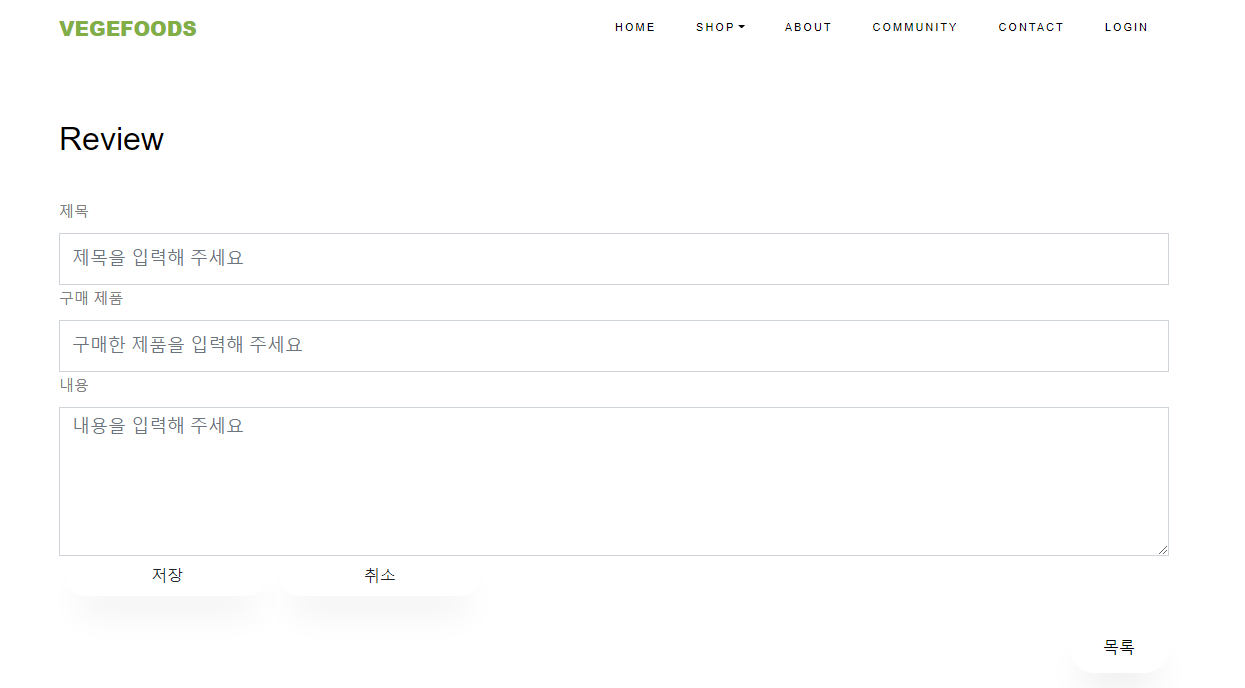 VEGEFOODS HOME SHOP ABOUT COMMUNITY CONTACT LOGIN
Review
제목
제목을 입력해 주세요
구매 제품
구매한 제품을 입력해 주세요
내용
내용을 입력해 주세요
저장 취소
목록